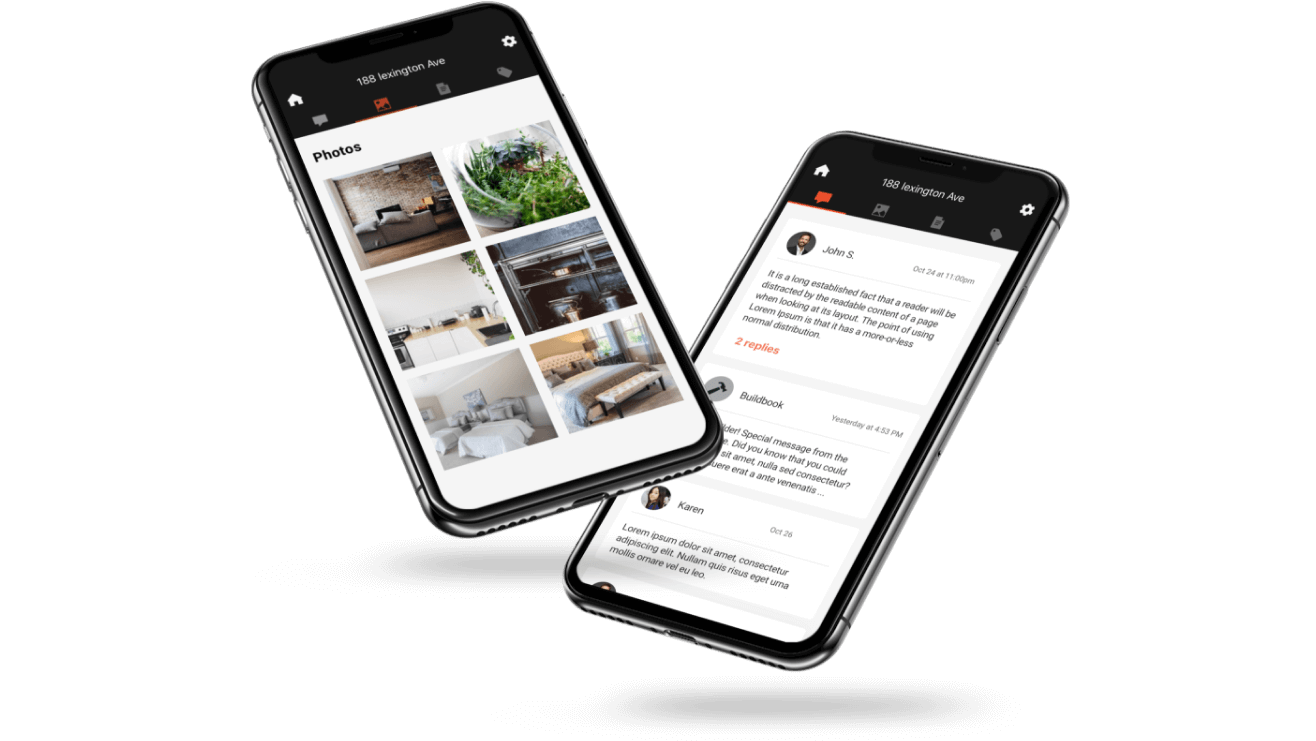 188 lexington Ave
Photos
188 lexington Ave
John S.
Oct 24 at 11:00pm
It is a long established fact that a reader will be
distracted by the readable content of a page
when looking at its layout. The point of using
Lorem Ipsum is that it has a more-or-less
normal distribution.
2 replies
Buildbook
Yesterday at 4:53 PM
lder! Special message from the
e. Did you know that you could
sit amet, nulla sed consectetur?
uere erat a ante venenatis ...
Karen
Oct 26
Lorem ipsum dolor sit amet, consectetur
adipiscing elit. Nullam quis risus eget urna
mollis ornare vel eu leo.